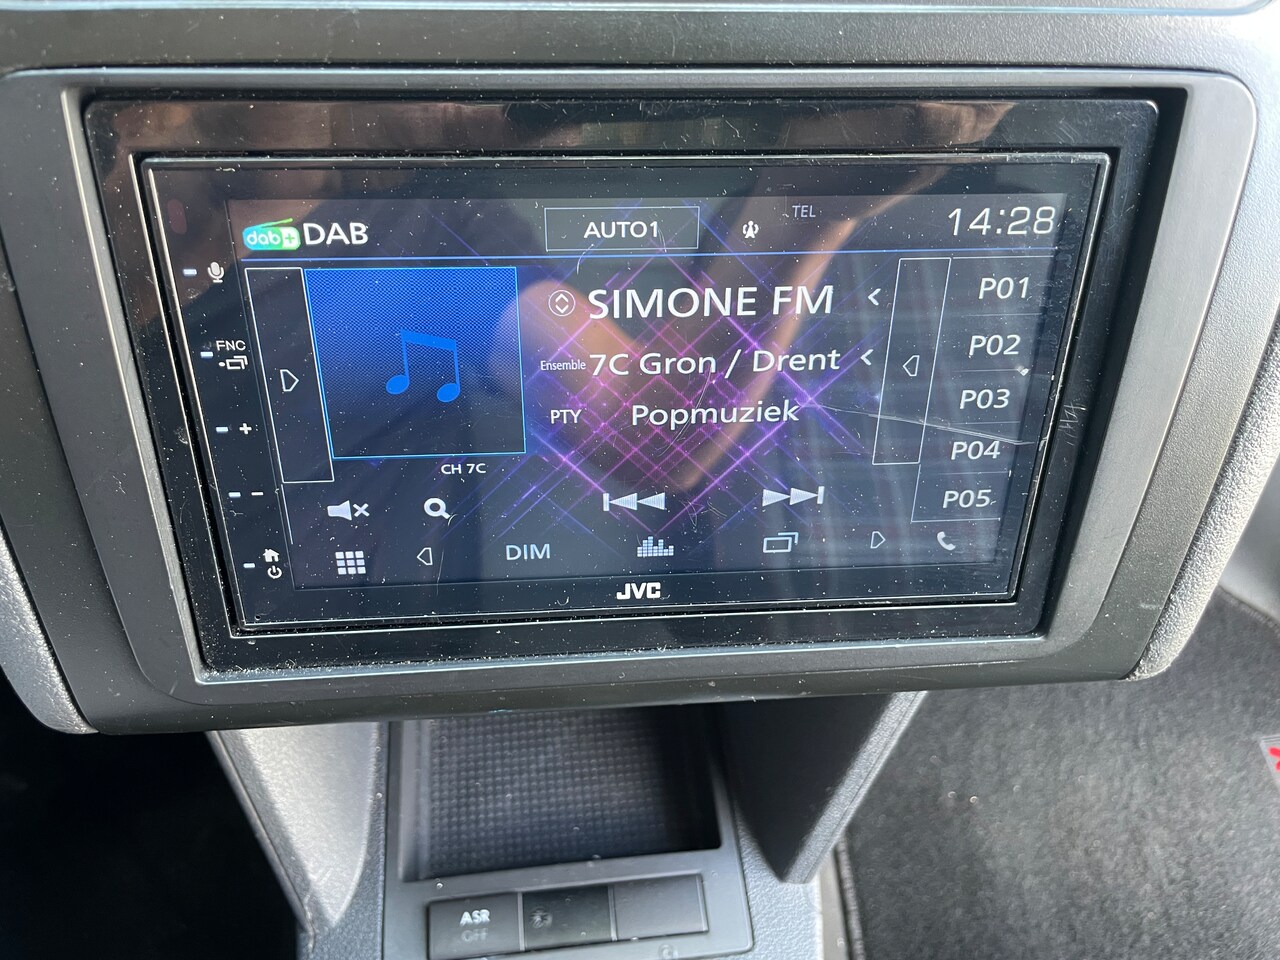 dab+ DAB AUTO1 TEL 14:28
SIMONE FM P01
FNC
Ensemble 7C Gron / Drent P02
PTY Popmuziek P03
+
P04
CH 7C
-
P05
DIM
JVC
ASR
OFF